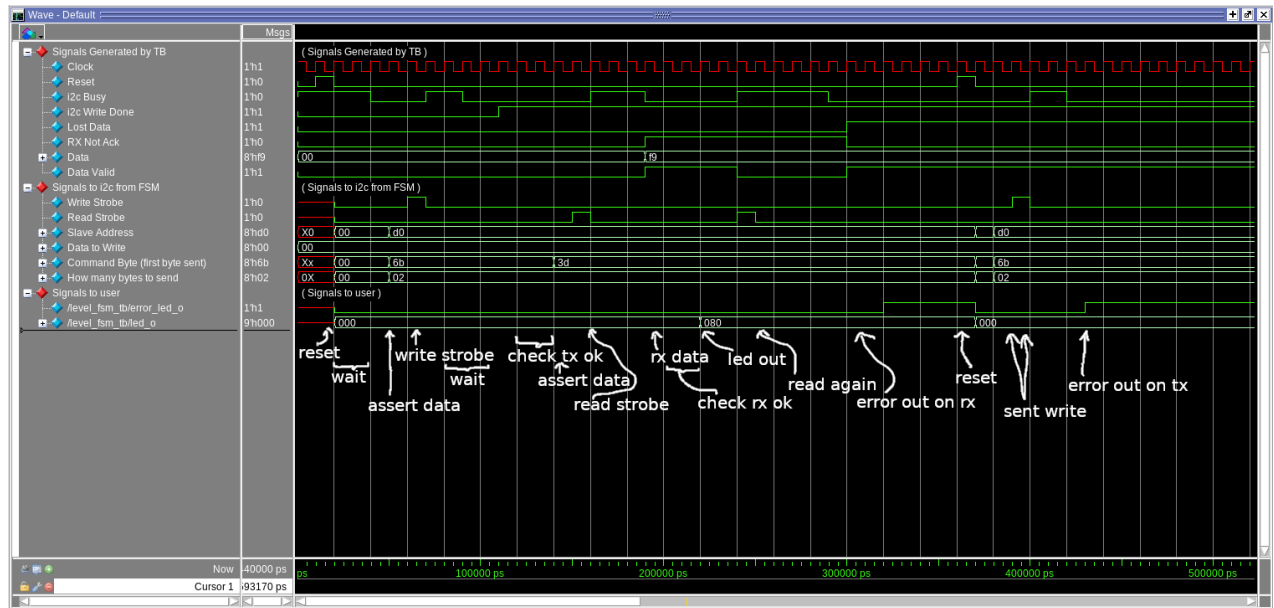 Wave - Default
Msgs
Signals Generated by TB
( Signals Generated by TB )
Clock 1'h1
Reset 1'h0
i2c Busy 1'h0
i2c Write Done 1'h1
Lost Data 1'h1
RX Not Ack 1'h0
Data 8'hf9 00 f9
Data Valid 1'h1
Signals to i2c from FSM
( Signals to i2c from FSM )
Write Strobe 1'h0
Read Strobe 1'h0
Slave Address 8'hd0 X0 00 d0 d0
Data to Write 8'h00 00
Command Byte (first byte sent) 8'h6b Xx 00 6b 3d 6b
How many bytes to send 8'h02 0X 00 02 02
Signals to user
( Signals to user )
/level_fsm_tb/error_led_o 1'h1
/level_fsm_tb/led_o 9'h000 000 080 000
reset
wait
assert data
write strobe
wait
check tx ok
assert data
read strobe
rx data
check rx ok
led out
read again
error out on rx
reset
sent write
error out on tx
Now 40000 ps
ps 100000 ps 200000 ps 300000 ps 400000 ps 500000 ps
Cursor 1 93170 ps